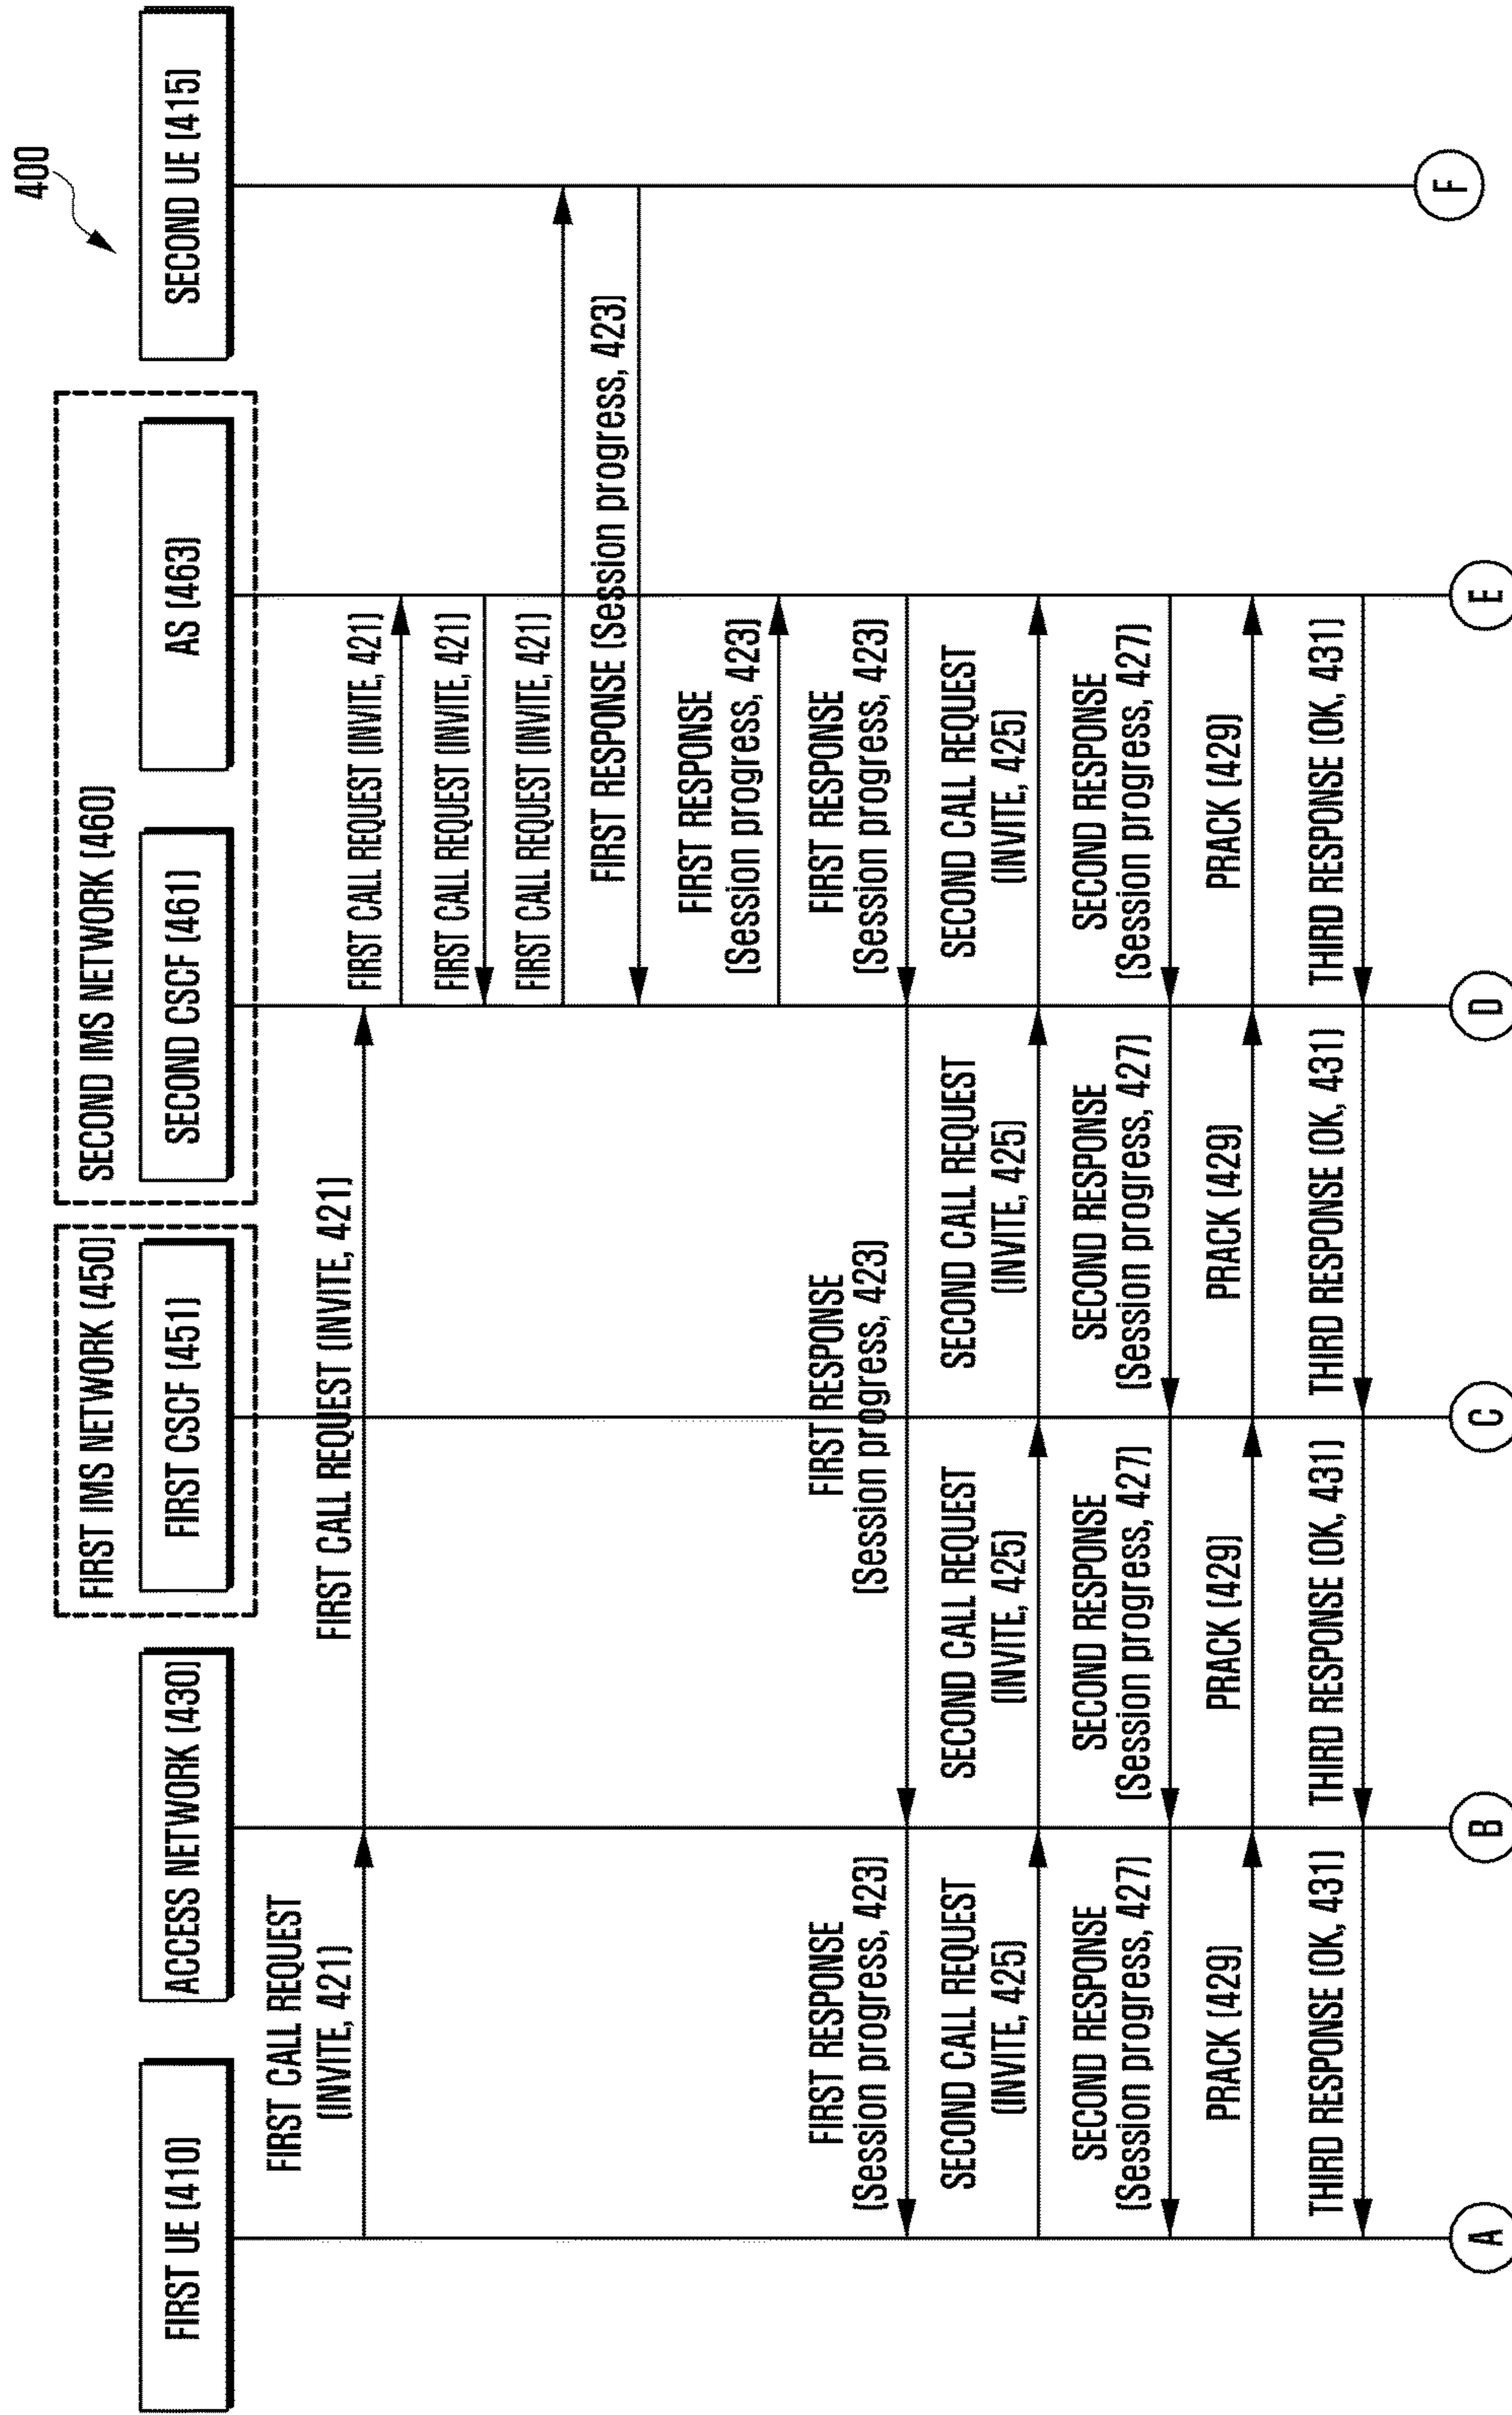 400
FIRST IMS NETWORK (450)
SECOND IMS NETWORK (460)
FIRST UE (410)
ACCESS NETWORK (430)
FIRST CSCF (451)
SECOND CSCF (461)
AS (463)
SECOND UE (415)
FIRST CALL REQUEST
(INVITE, 421)
FIRST CALL REQUEST (INVITE, 421)
FIRST CALL REQUEST (INVITE, 421)
FIRST CALL REQUEST (INVITE, 421)
FIRST CALL REQUEST (INVITE, 421)
FIRST RESPONSE (Session progress, 423)
FIRST RESPONSE
(Session progress, 423)
FIRST RESPONSE
(Session progress, 423)
FIRST RESPONSE
(Session progress, 423)
FIRST RESPONSE
(Session progress, 423)
SECOND CALL REQUEST
(INVITE, 425)
SECOND CALL REQUEST
(INVITE, 425)
SECOND CALL REQUEST
(INVITE, 425)
SECOND CALL REQUEST
(INVITE, 425)
SECOND RESPONSE
(Session progress, 427)
SECOND RESPONSE
(Session progress, 427)
SECOND RESPONSE
(Session progress, 427)
SECOND RESPONSE
(Session progress, 427)
PRACK (429)
PRACK (429)
PRACK (429)
PRACK (429)
THIRD RESPONSE (OK, 431)
THIRD RESPONSE (OK, 431)
THIRD RESPONSE (OK, 431)
THIRD RESPONSE (OK, 431)
A
B
C
D
E
F